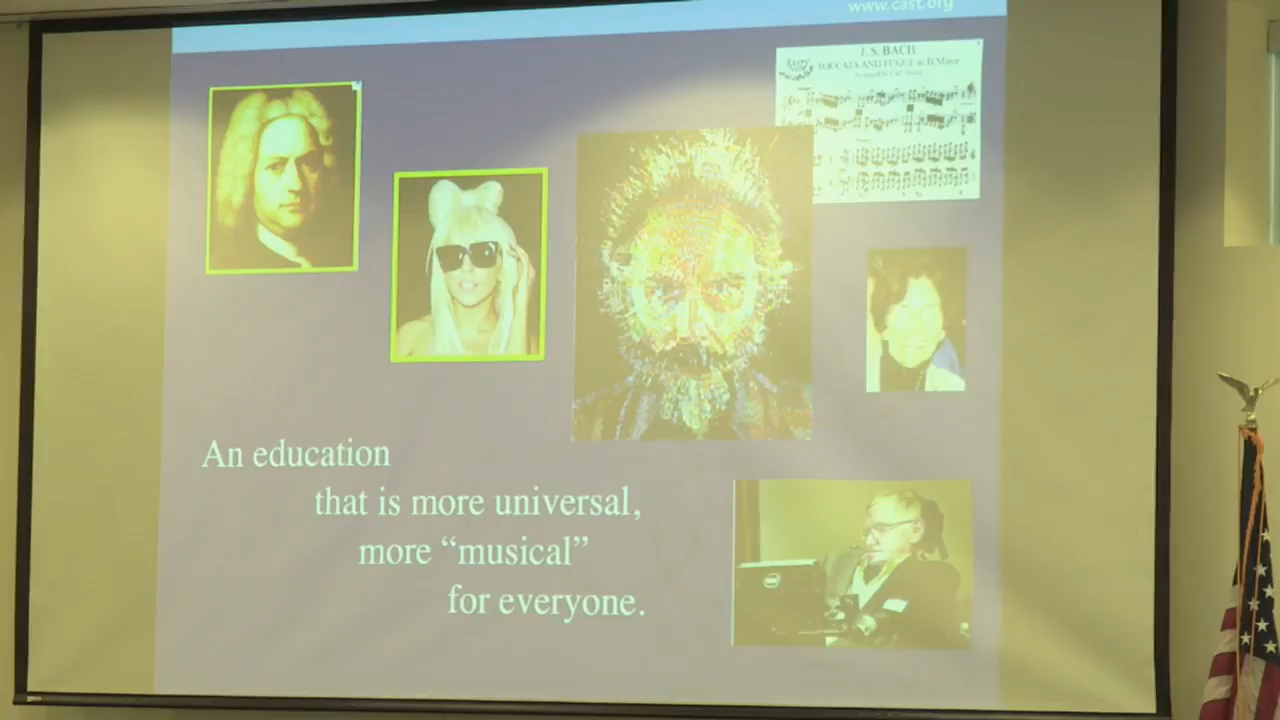 www.cast.org
J. S. BACH
TOCCATA AND FUGUE in D Minor
An education
that is more universal,
more “musical”
for everyone.